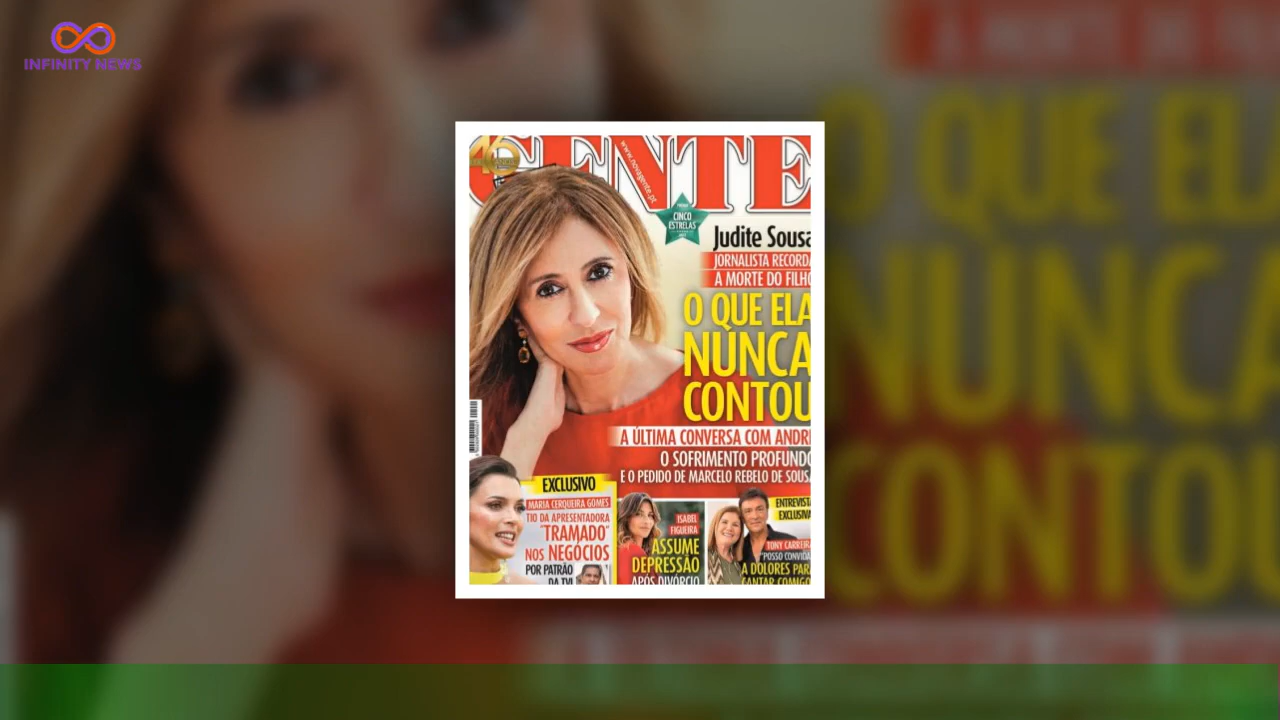 INFINITY NEWS
46
GENTE
www.novagente.pt
CINCO
ESTRELAS
Judite Sousa
JORNALISTA RECORDA
A MORTE DO FILHO
O QUE ELA
NUNCA
CONTOU
A ÚLTIMA CONVERSA COM ANDR
O SOFRIMENTO PROFUNDO
E O PEDIDO DE MARCELO REBELO DE SOUSA
EXCLUSIVO
MARIA CERQUEIRA GOMES
TIO DA APRESENTADORA
"TRAMADO"
NOS NEGÓCIOS
POR PATRÃO
DA TVI
ISABEL
FIGUEIRA
ASSUME
DEPRESSÃO
APÓS DIVÓRCIO
ENTREVISTA
EXCLUSIVA
TONY CARREIRA
"POSSO CONVIDA
A DOLORES PARA
CANTAR COMIGO
O QUE ELA
NUNCA
CONTOU